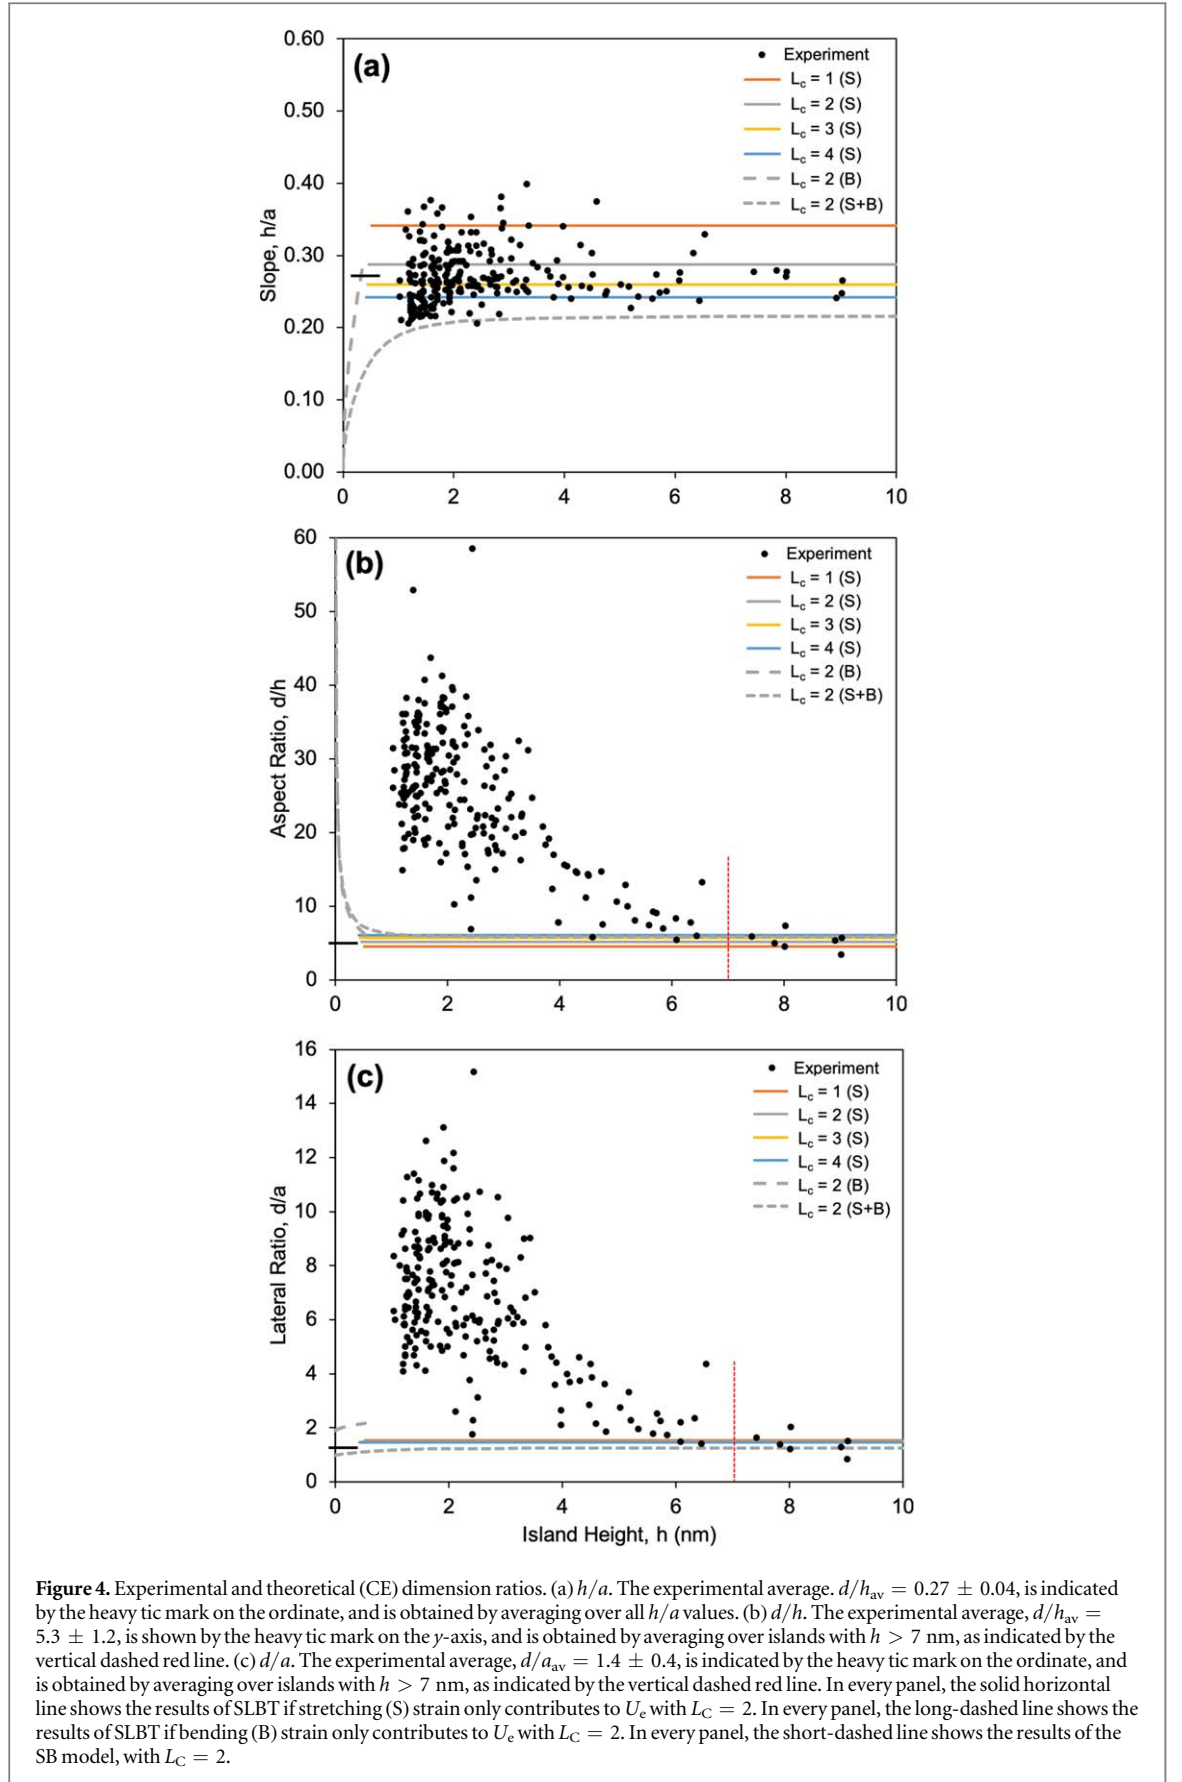 (a)
Experiment
L_c = 1 (S)
L_c = 2 (S)
L_c = 3 (S)
L_c = 4 (S)
L_c = 2 (B)
L_c = 2 (S+B)
0.60
0.50
0.40
0.30
0.20
0.10
0.00
Slope, h/a
0 2 4 6 8 10
(b)
Experiment
L_c = 1 (S)
L_c = 2 (S)
L_c = 3 (S)
L_c = 4 (S)
L_c = 2 (B)
L_c = 2 (S+B)
60
50
40
30
20
10
0
Aspect Ratio, d/h
0 2 4 6 8 10
(c)
Experiment
L_c = 1 (S)
L_c = 2 (S)
L_c = 3 (S)
L_c = 4 (S)
L_c = 2 (B)
L_c = 2 (S+B)
16
14
12
10
8
6
4
2
0
Lateral Ratio, d/a
0 2 4 6 8 10
Island Height, h (nm)
Figure 4. Experimental and theoretical (CE) dimension ratios. (a) h/a. The experimental average. d/h_av = 0.27 ± 0.04, is indicated
by the heavy tic mark on the ordinate, and is obtained by averaging over all h/a values. (b) d/h. The experimental average, d/h_av =
5.3 ± 1.2, is shown by the heavy tic mark on the y-axis, and is obtained by averaging over islands with h > 7 nm, as indicated by the
vertical dashed red line. (c) d/a. The experimental average, d/a_av = 1.4 ± 0.4, is indicated by the heavy tic mark on the ordinate, and
is obtained by averaging over islands with h > 7 nm, as indicated by the vertical dashed red line. In every panel, the solid horizontal
line shows the results of SLBT if stretching (S) strain only contributes to U_e with L_C = 2. In every panel, the long-dashed line shows the
results of SLBT if bending (B) strain only contributes to U_e with L_C = 2. In every panel, the short-dashed line shows the results of the
SB model, with L_C = 2.